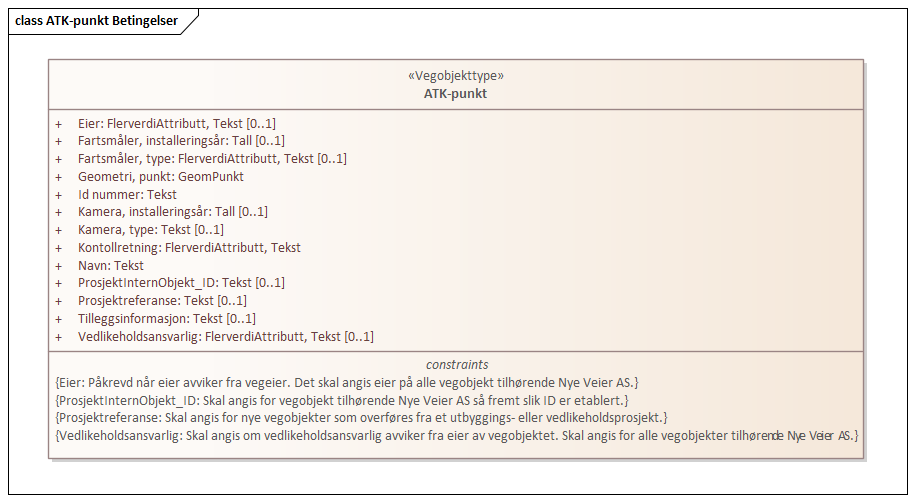 class ATK-punkt Betingelser
«Vegobjekttype»
ATK-punkt
+ Eier: FlerverdiAttributt, Tekst [0..1]
+ Fartsmåler, installeringsår: Tall [0..1]
+ Fartsmåler, type: FlerverdiAttributt, Tekst [0..1]
+ Geometri, punkt: GeomPunkt
+ Id nummer: Tekst
+ Kamera, installeringsår: Tall [0..1]
+ Kamera, type: Tekst [0..1]
+ Kontollretning: FlerverdiAttributt, Tekst
+ Navn: Tekst
+ ProsjektInternObjekt_ID: Tekst [0..1]
+ Prosjektreferanse: Tekst [0..1]
+ Tilleggsinformasjon: Tekst [0..1]
+ Vedlikeholdsansvarlig: FlerverdiAttributt, Tekst [0..1]
constraints
{Eier: Påkrevd når eier avviker fra vegeier. Det skal angis eier på alle vegobjekt tilhørende Nye Veier AS.}
{ProsjektInternObjekt_ID: Skal angis for vegobjekt tilhørende Nye Veier AS så fremt slik ID er etablert.}
{Prosjektreferanse: Skal angis for nye vegobjekter som overføres fra et utbyggings- eller vedlikeholdsprosjekt.}
{Vedlikeholdsansvarlig: Skal angis om vedlikeholdsansvarlig avviker fra eier av vegobjektet. Skal angis for alle vegobjekter tilhørende Nye Veier AS.}